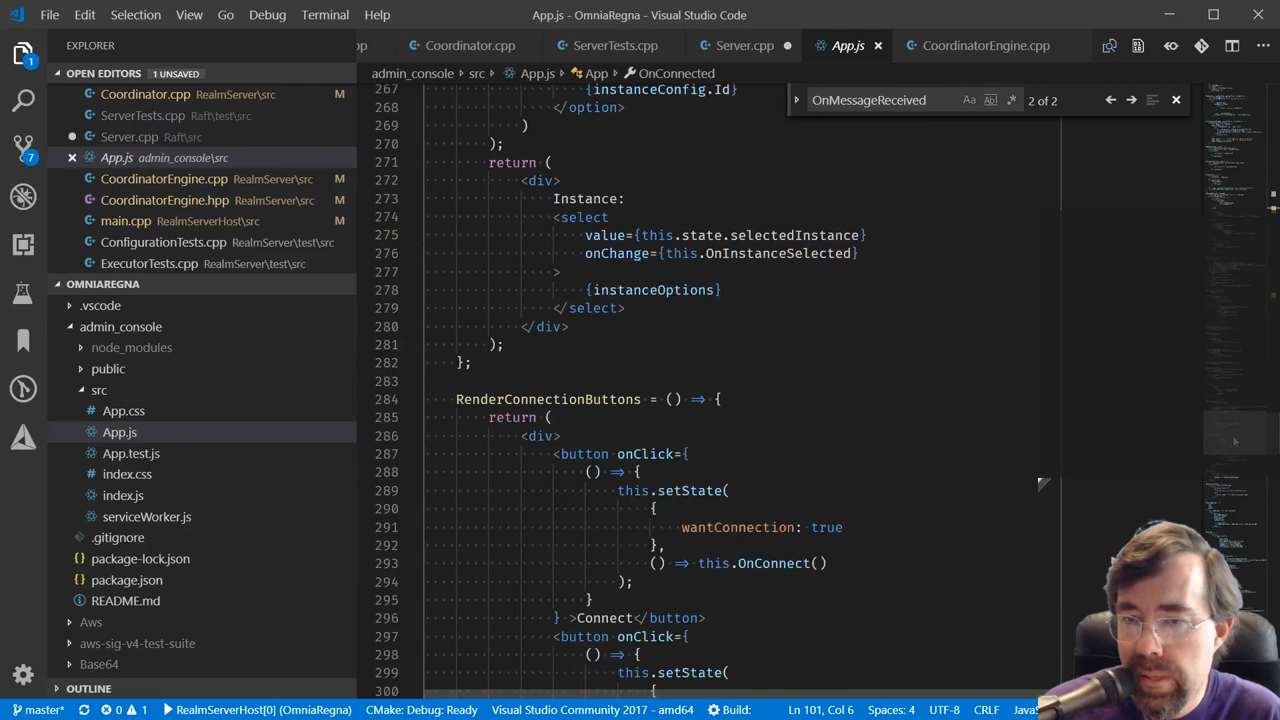 File Edit Selection View Go Debug Terminal Help App.js - OmniaRegna - Visual Studio Code
EXPLORER
Coordinator.cpp ServerTests.cpp Server.cpp App.js CoordinatorEngine.cpp
OPEN EDITORS 1 UNSAVED
admin_console > src > App.js > App > OnConnected
Coordinator.cpp RealmServer\src M
ServerTests.cpp Raft\test\src
Server.cpp Raft\src
App.js admin_console\src
CoordinatorEngine.cpp RealmServer\src M
CoordinatorEngine.hpp RealmServer\src M
main.cpp RealmServerHost\src M
ConfigurationTests.cpp RealmServer\test\src
ExecutorTests.cpp RealmServer\test\src
OMNIAREGNA
.vscode
admin_console
node_modules
public
src
App.css
App.js
App.test.js
index.css
index.js
serviceWorker.js
.gitignore
package-lock.json
package.json
README.md
Aws
aws-sig-v4-test-suite
Base64
OUTLINE
OnMessageReceived Aa Abl .* 2 of 2
267 {instanceConfig.Id}
268 </option>
269 )
270 );
271 return (
272 <div>
273 Instance:
274 <select
275 value={this.state.selectedInstance}
276 onChange={this.OnInstanceSelected}
277 >
278 {instanceOptions}
279 </select>
280 </div>
281 );
282 };
283
284 RenderConnectionButtons = () => {
285 return (
286 <div>
287 <button onClick={
288 () => {
289 this.setState(
290 {
291 wantConnection: true
292 },
293 () => this.OnConnect()
294 );
295 }
296 } >Connect</button>
297 <button onClick={
298 () => {
299 this.setState(
300 {
1
7
master* 0 1 RealmServerHost[0] (OmniaRegna) CMake: Debug: Ready Visual Studio Community 2017 - amd64 Build: Ln 101, Col 6 Spaces: 4 UTF-8 CRLF